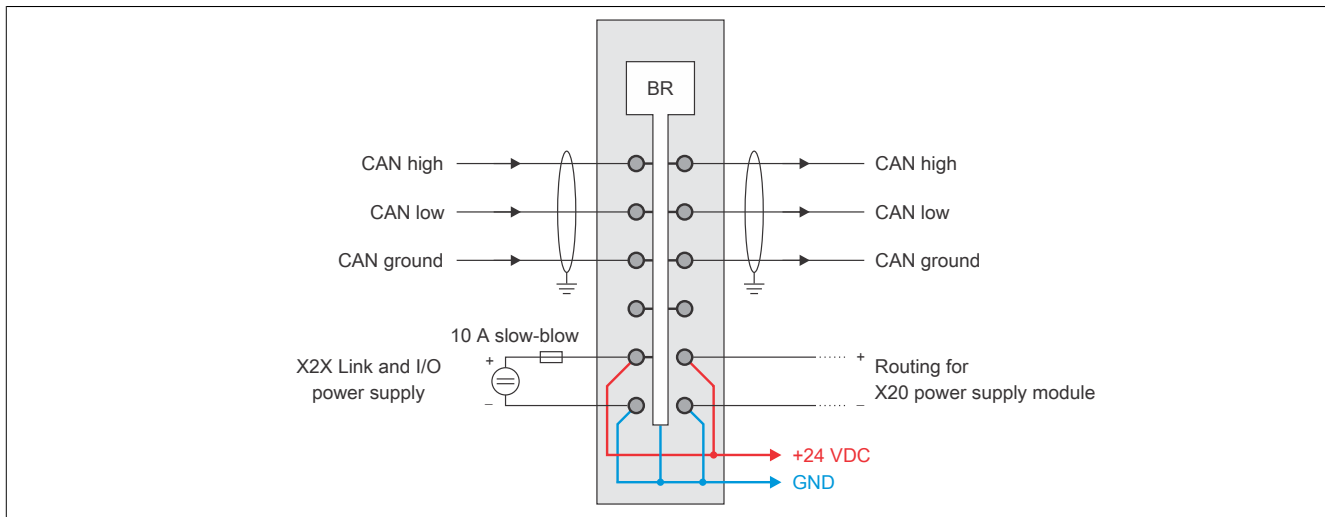 BR
CAN high
CAN high
CAN low
CAN low
CAN ground
CAN ground
10 A slow-blow
X2X Link and I/O
power supply
+
–
+
–
Routing for
X20 power supply module
+24 VDC
GND